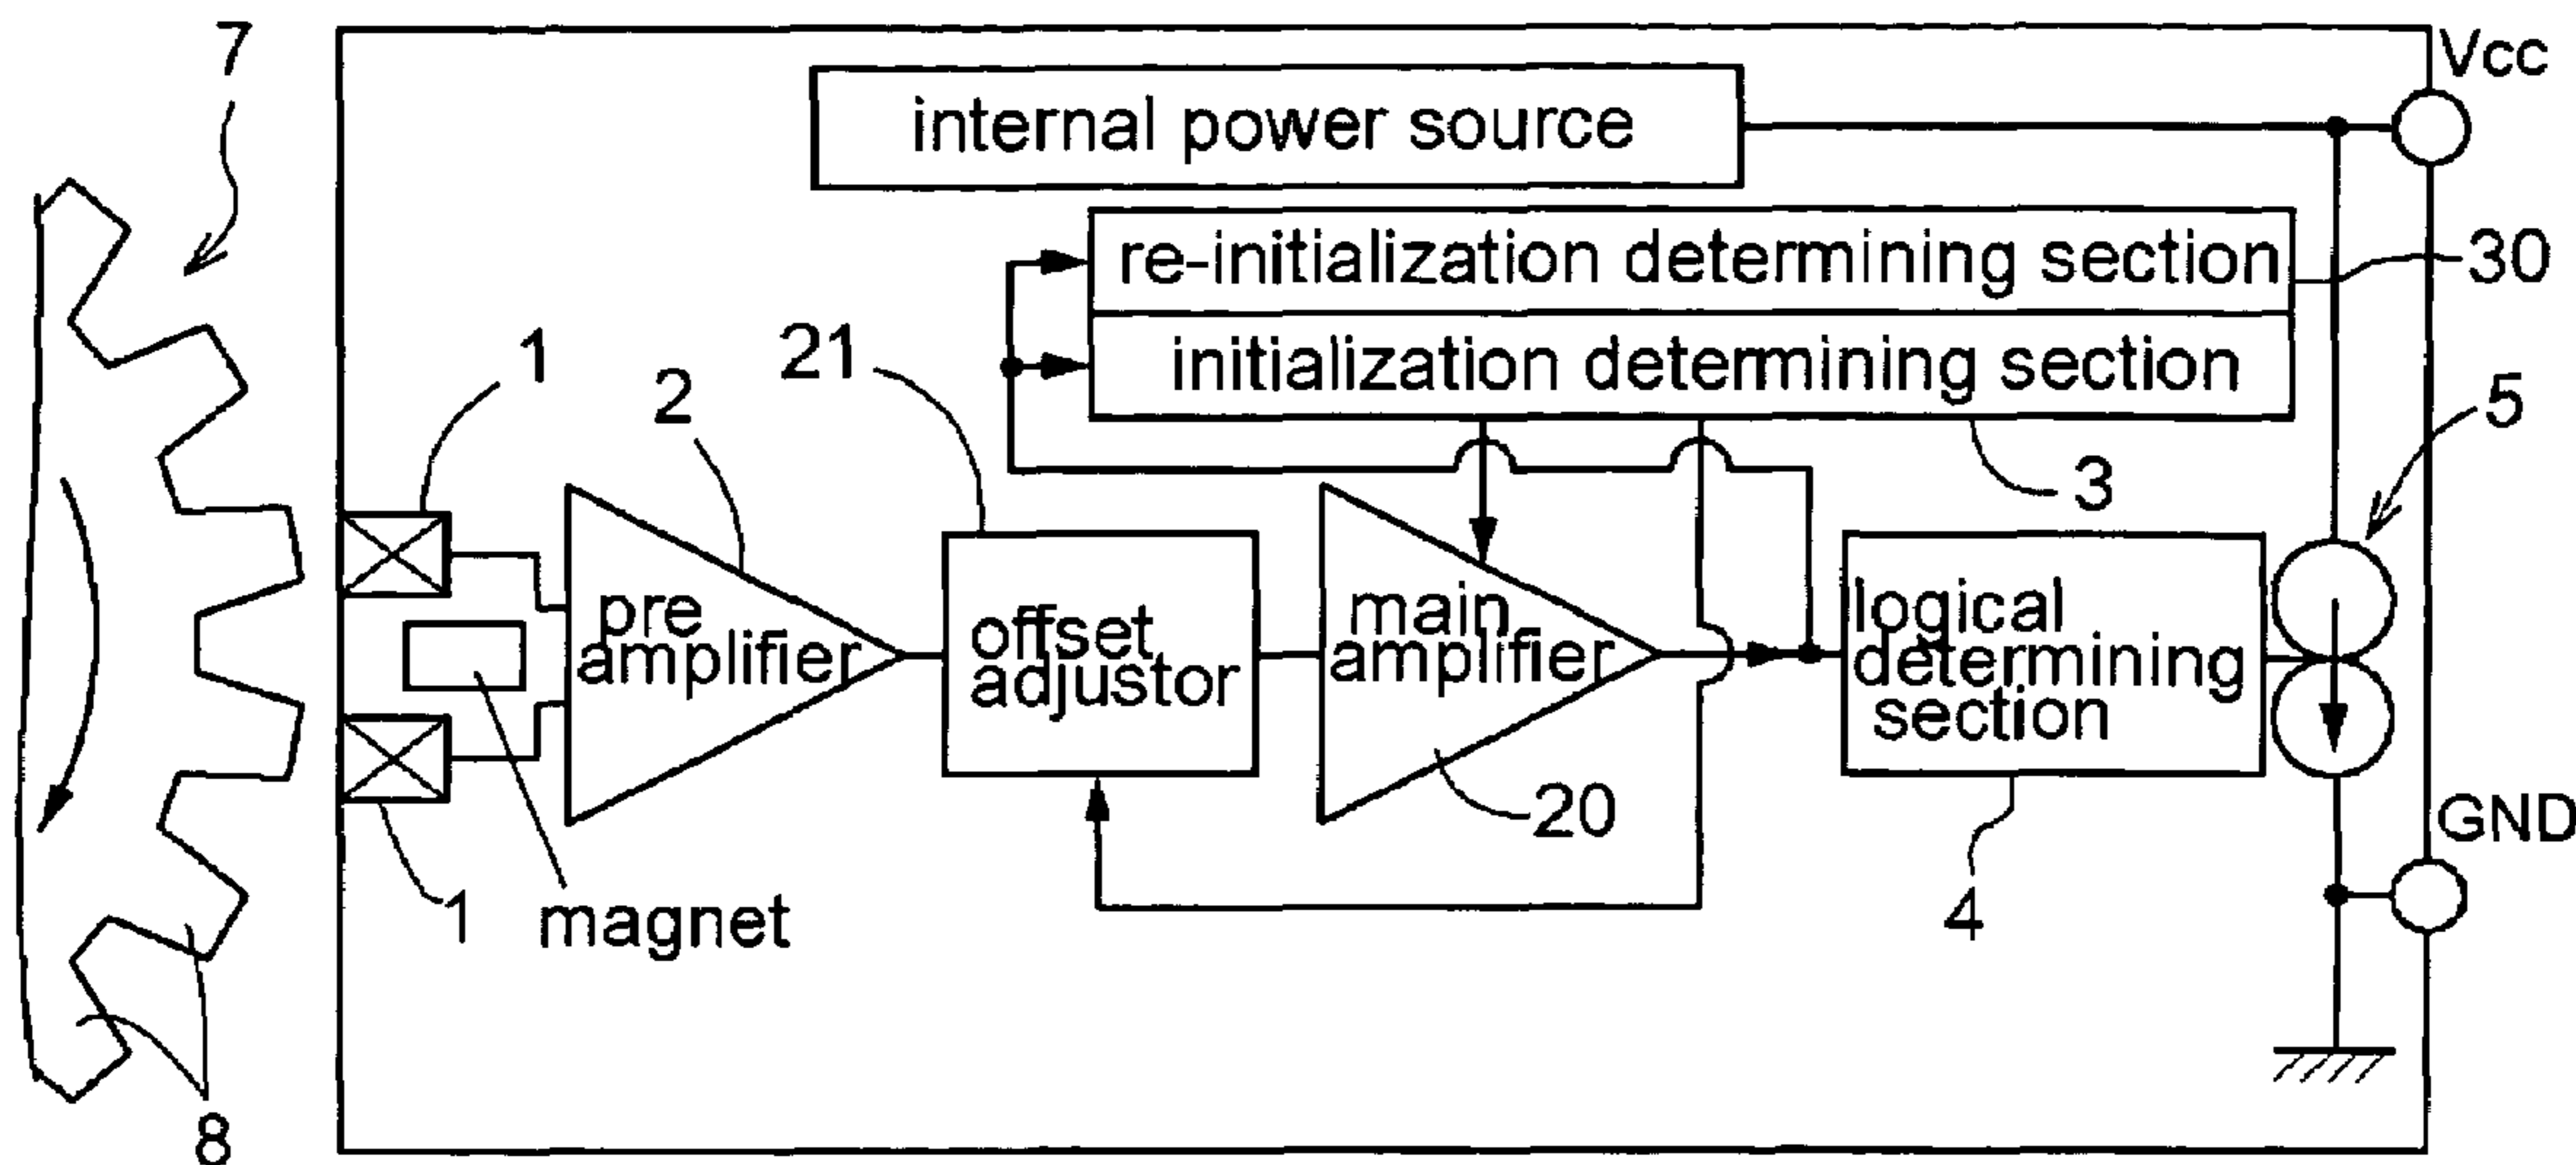 7
Vcc
internal power source
re-initialization determining section
30
initialization determining section
1
21
2
5
3
pre
amplifier
offset
adjustor
main
amplifier
logical
determining
section
20
GND
1
magnet
4
8